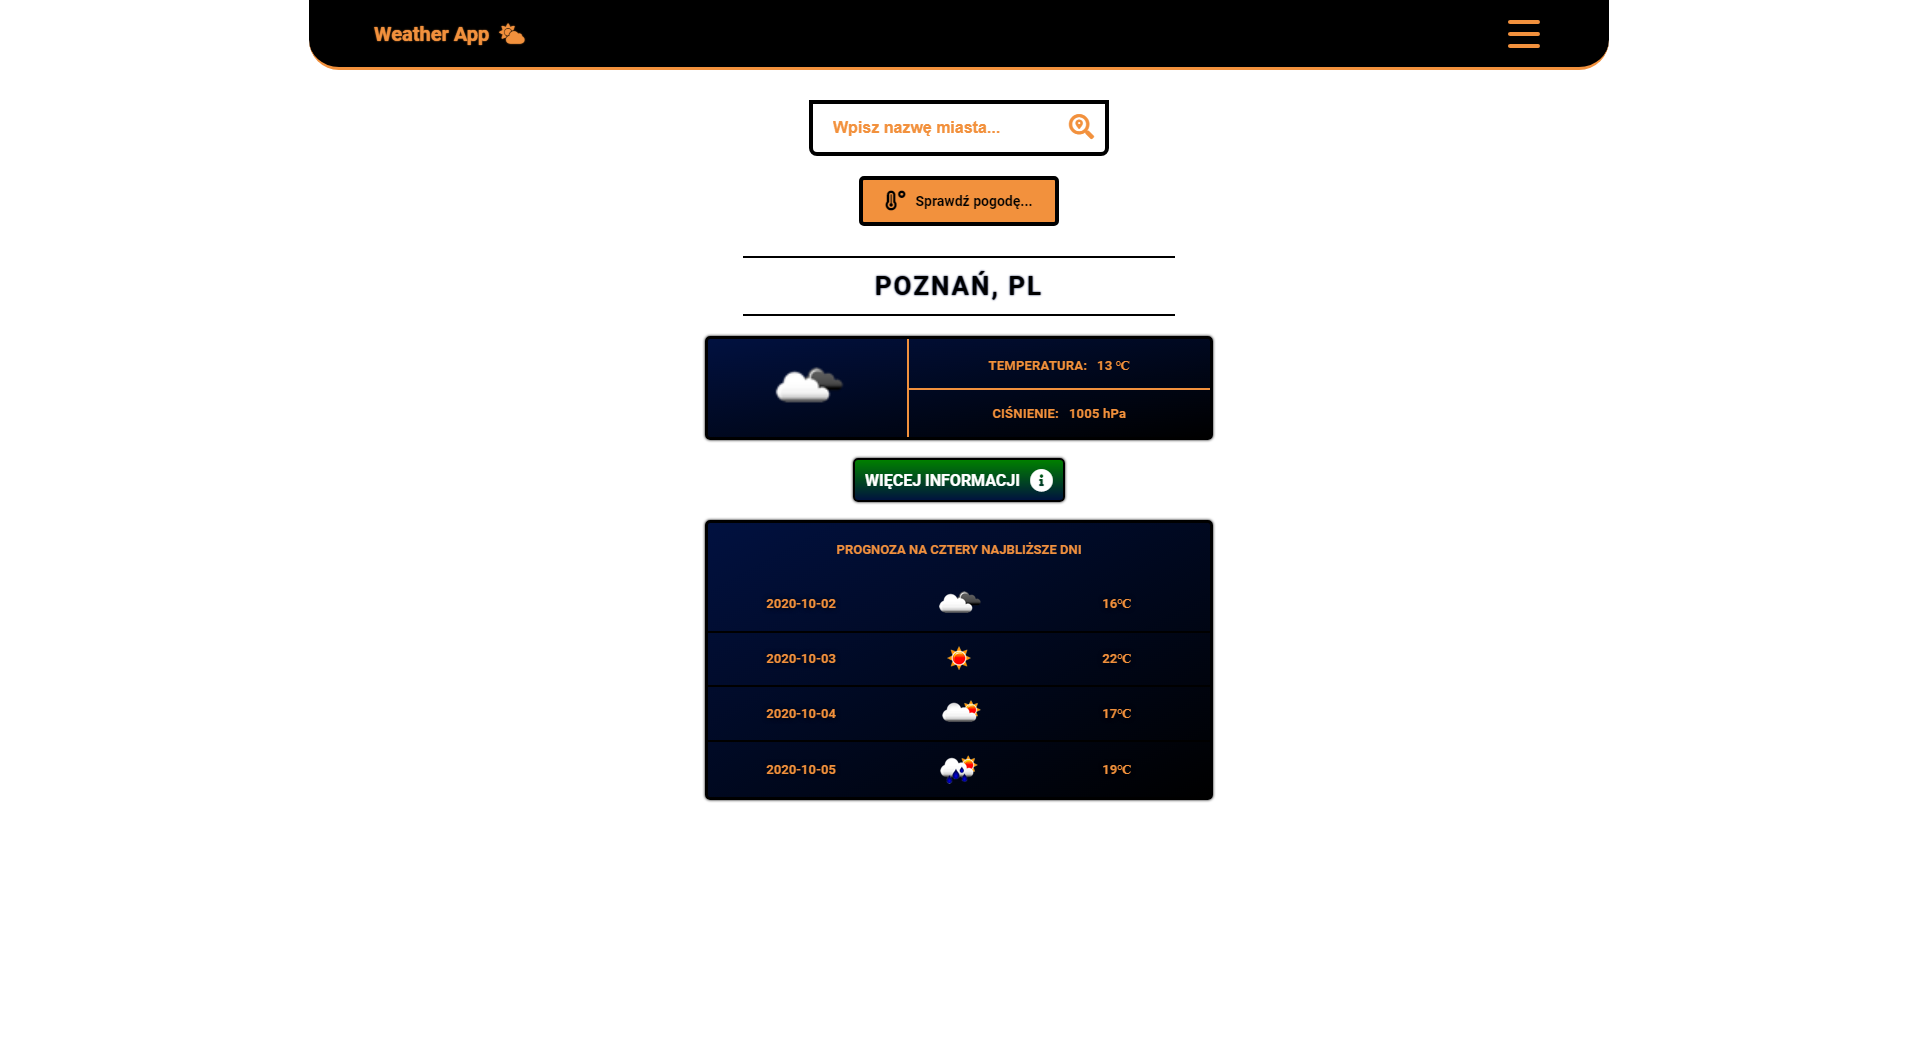 Weather App
Wpisz nazwę miasta...
Sprawdź pogodę...
POZNAŃ, PL
TEMPERATURA: 13 ℃
CIŚNIENIE: 1005 hPa
WIĘCEJ INFORMACJI
PROGNOZA NA CZTERY NAJBLIŻSZE DNI
2020-10-02 16℃
2020-10-03 22℃
2020-10-04 17℃
2020-10-05 19℃